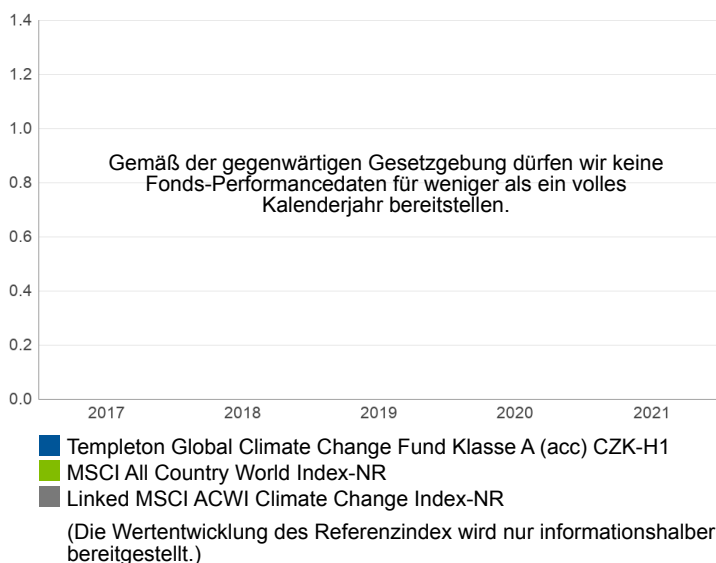 1.4
1.2
1.0
Gemäß der gegenwärtigen Gesetzgebung dürfen wir keine
Fonds-Performancedaten für weniger als ein volles
Kalenderjahr bereitstellen.
0.8
0.6
0.4
0.2
0.0
2017 2018 2019 2020 2021
Templeton Global Climate Change Fund Klasse A (acc) CZK-H1
MSCI All Country World Index-NR
Linked MSCI ACWI Climate Change Index-NR
(Die Wertentwicklung des Referenzindex wird nur informationshalber
bereitgestellt.)